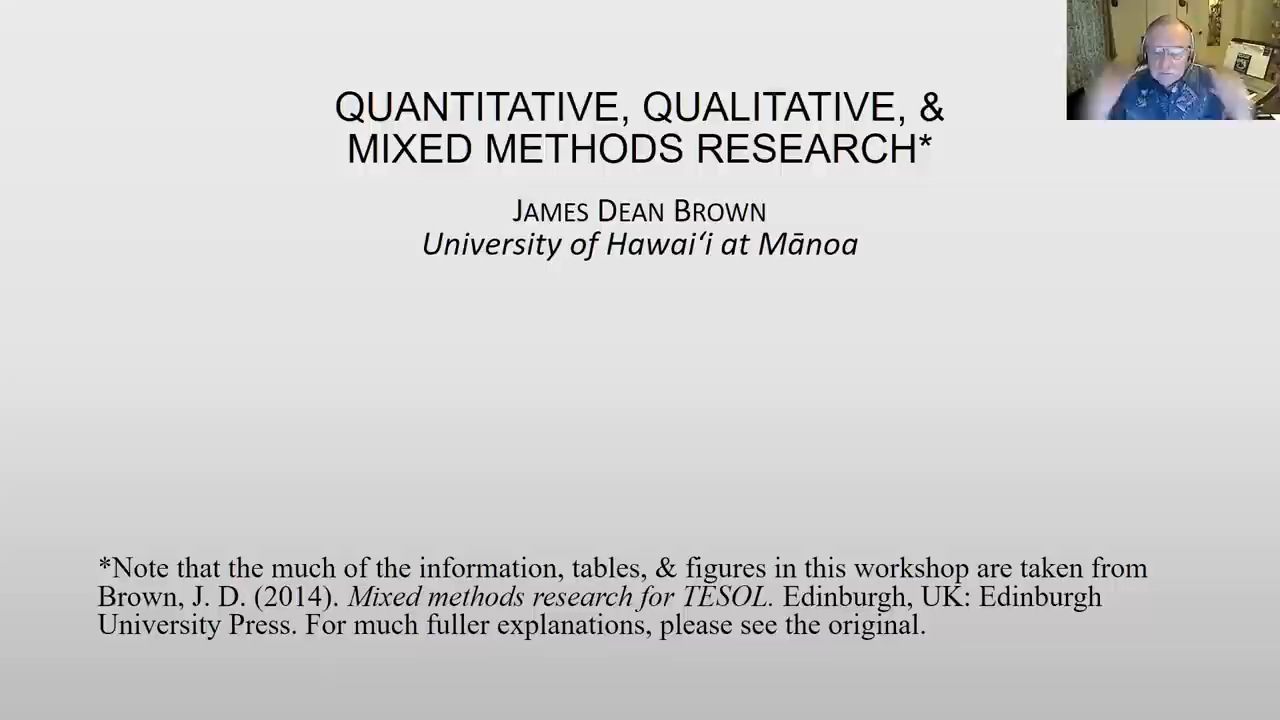 QUANTITATIVE, QUALITATIVE, &
MIXED METHODS RESEARCH*
JAMES DEAN BROWN
University of Hawaiʻi at Mānoa
*Note that the much of the information, tables, & figures in this workshop are taken from
Brown, J. D. (2014). Mixed methods research for TESOL. Edinburgh, UK: Edinburgh
University Press. For much fuller explanations, please see the original.